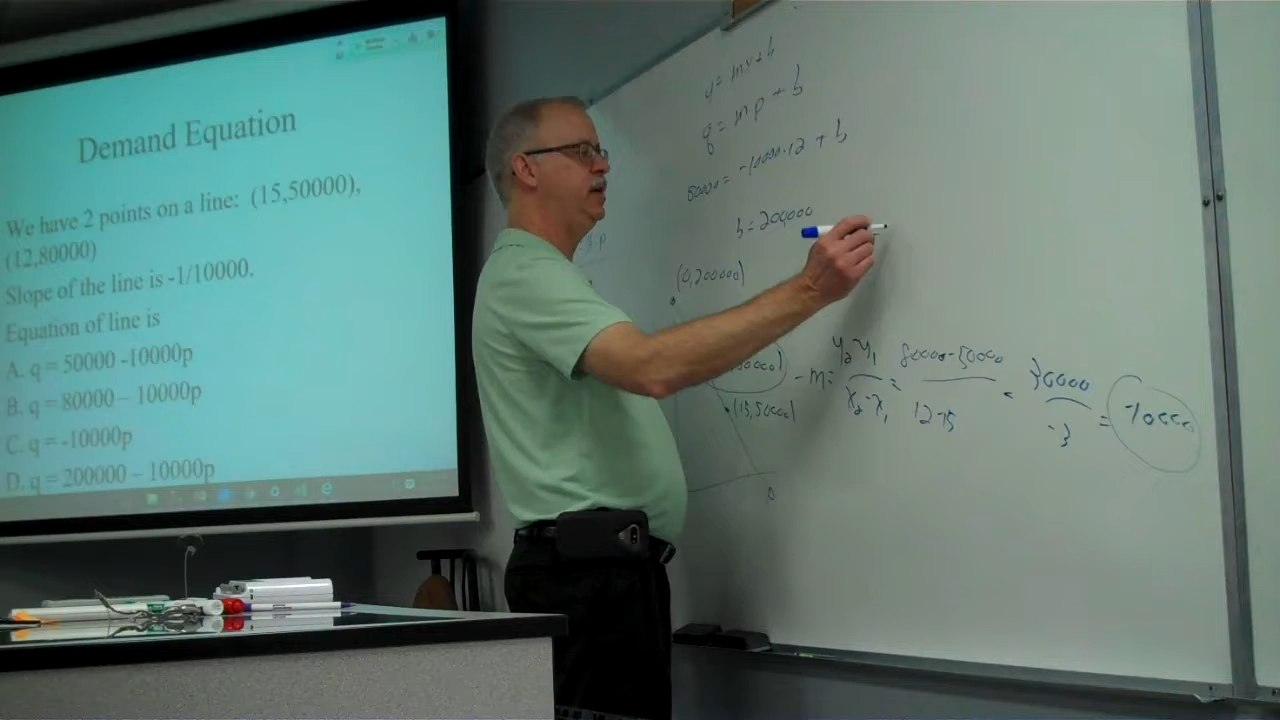 Demand Equation
We have 2 points on a line: (15,50000),
(12,80000)
Slope of the line is -1/10000.
Equation of line is
A. q = 50000 -10000p
B. q = 80000 – 10000p
C. q = -10000p
D. q = 200000 – 10000p
y = mx + b
q = mp + b
80000 = -10000·12 + b
b = 200000
(0,200000)
(15,50000)
m = y₂-y₁ / x₂-x₁ = 80000-50000 / 12-15 = 30000 / -3 = -10000